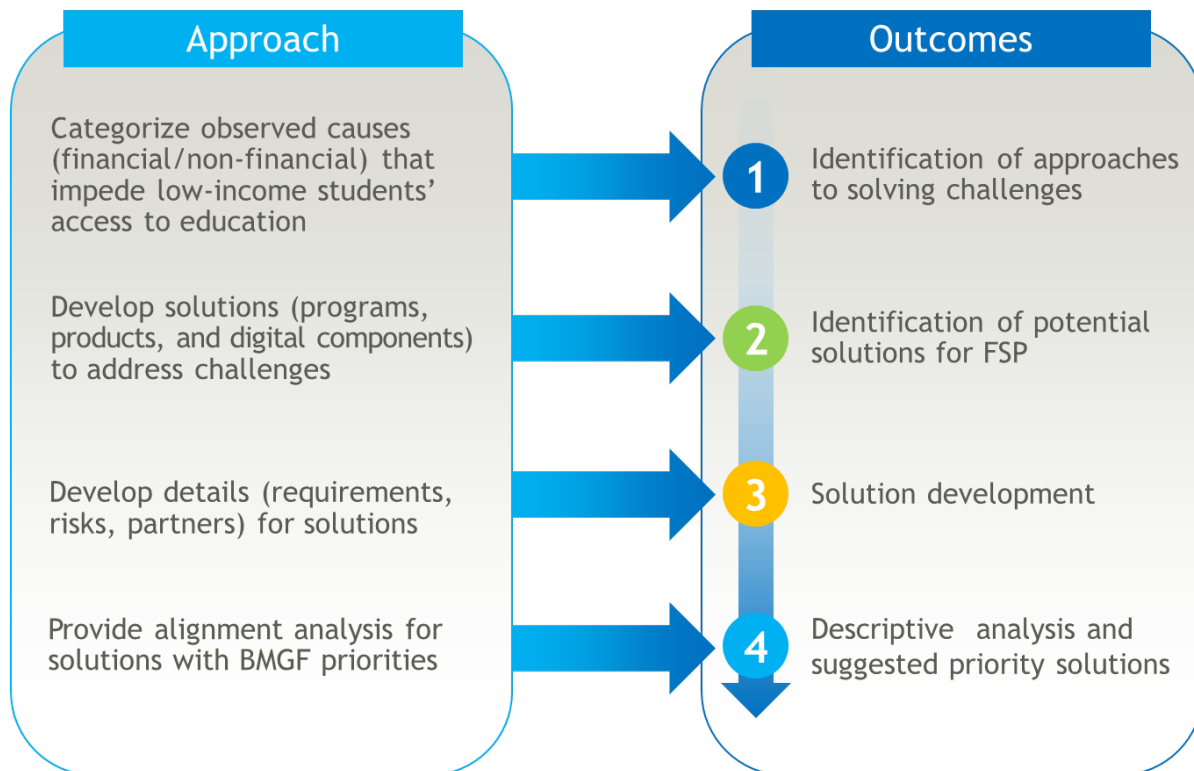 Approach
Categorize observed causes
(financial/non-financial) that
impede low-income students’
access to education
Develop solutions (programs,
products, and digital components)
to address challenges
Develop details (requirements,
risks, partners) for solutions
Provide alignment analysis for
solutions with BMGF priorities
Outcomes
1
Identification of approaches
to solving challenges
2
Identification of potential
solutions for FSP
3
Solution development
4
Descriptive analysis and
suggested priority solutions